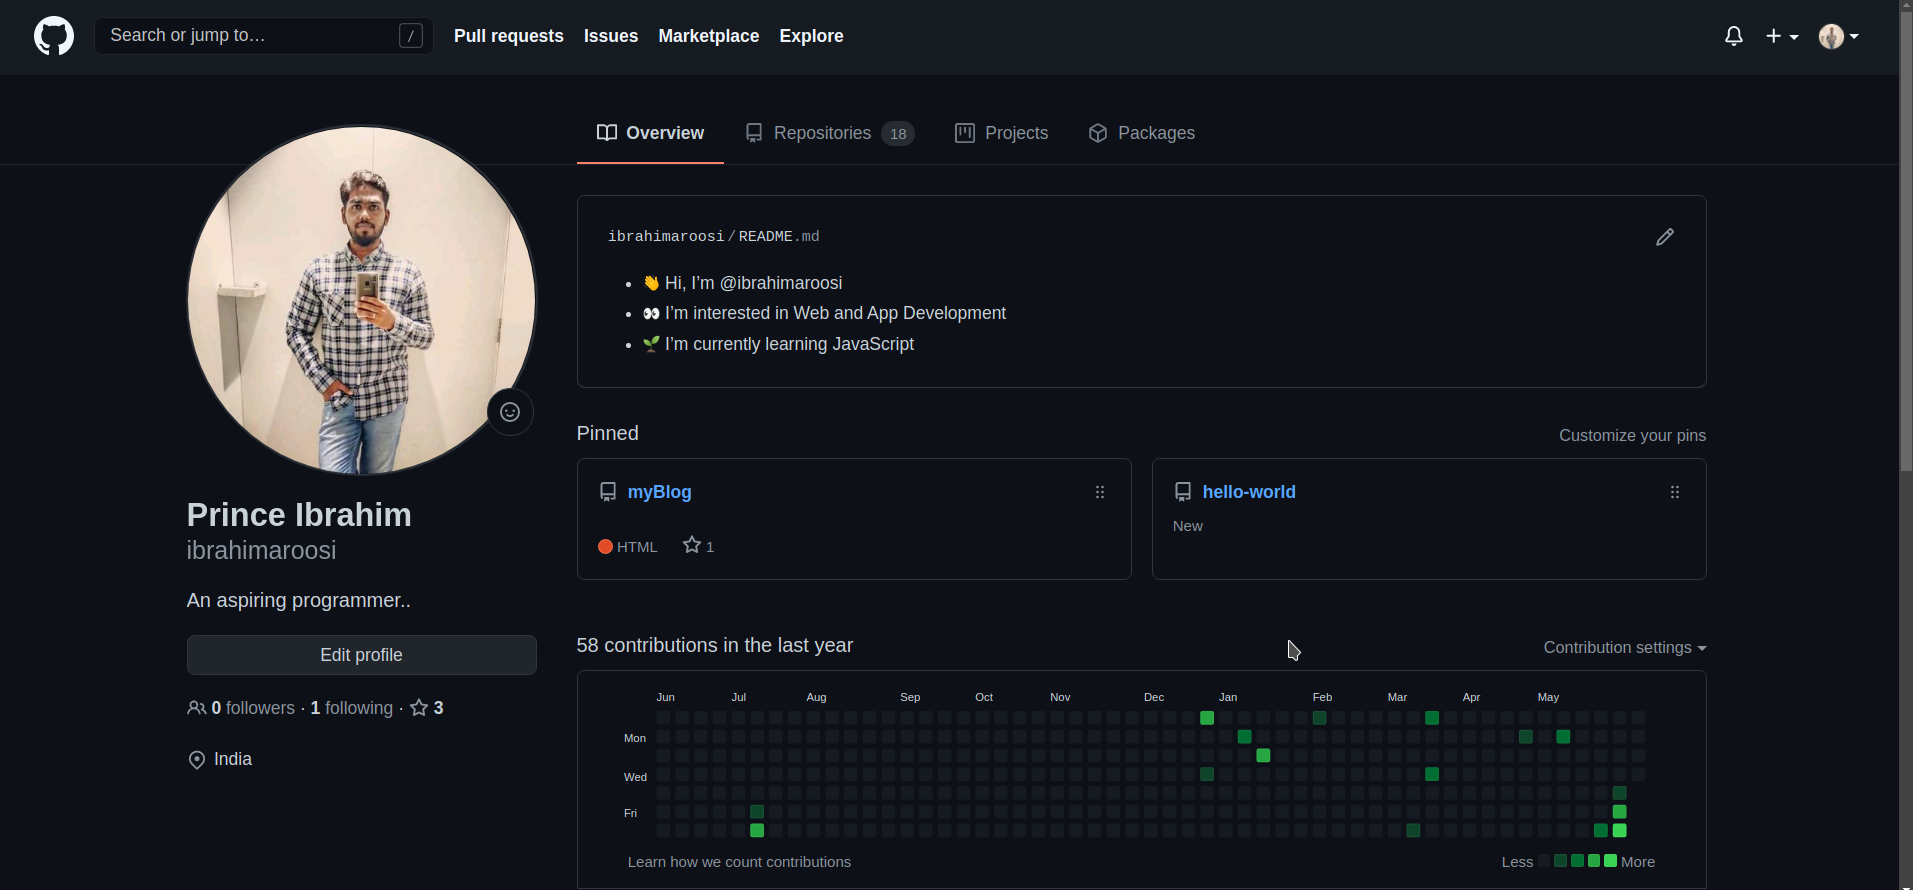 Search or jump to… /
Pull requests Issues Marketplace Explore
Overview Repositories 18 Projects Packages
ibrahimaroosi/README.md
👋 Hi, I’m @ibrahimaroosi
👀 I’m interested in Web and App Development
🌱 I’m currently learning JavaScript
Prince Ibrahim
ibrahimaroosi
An aspiring programmer..
Edit profile
0 followers · 1 following · 3
India
Pinned
Customize your pins
myBlog
HTML 1
hello-world
New
58 contributions in the last year
Contribution settings
Jun Jul Aug Sep Oct Nov Dec Jan Feb Mar Apr May
Mon
Wed
Fri
Learn how we count contributions
Less More